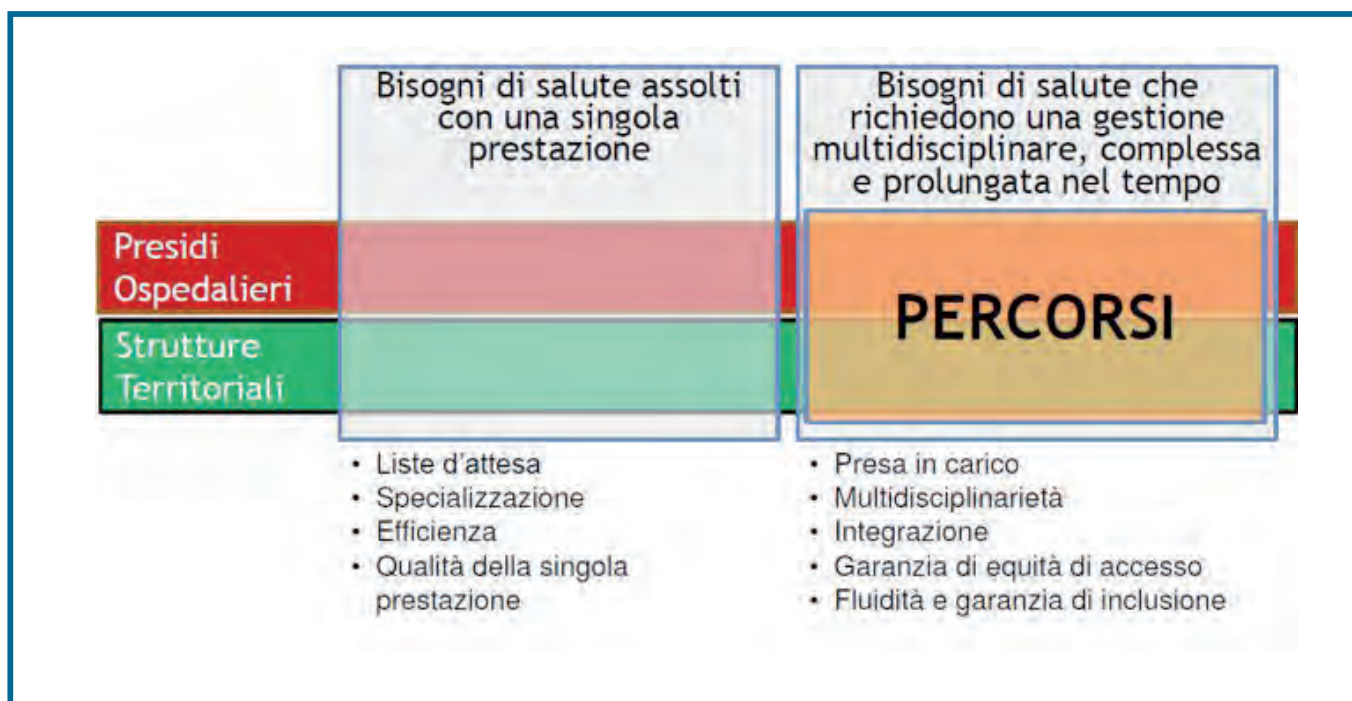 Bisogni di salute assolti
con una singola
prestazione
Bisogni di salute che
richiedono una gestione
multidisciplinare, complessa
e prolungata nel tempo
Presidi
Ospedalieri
Strutture
Territoriali
PERCORSI
• Liste d'attesa
• Specializzazione
• Efficienza
• Qualità della singola
prestazione
• Presa in carico
• Multidisciplinarietà
• Integrazione
• Garanzia di equità di accesso
• Fluidità e garanzia di inclusione